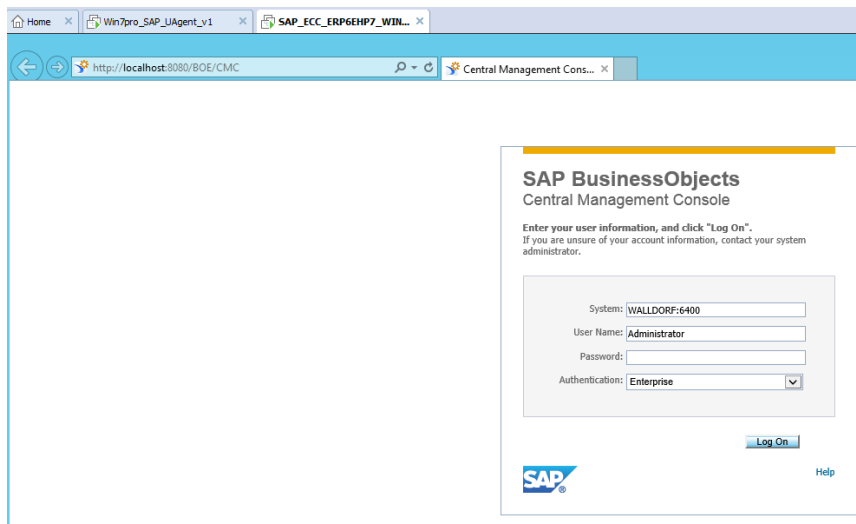 Home
Win7pro_SAP_UAgent_v1
SAP_ECC_ERP6EHP7_WIN...
http://localhost:8080/BOE/CMC
Central Management Cons...
SAP BusinessObjects
Central Management Console
Enter your user information, and click "Log On".
If you are unsure of your account information, contact your system
administrator.
System: WALLDORF:6400
User Name: Administrator
Password:
Authentication: Enterprise
Log On
Help
SAP®